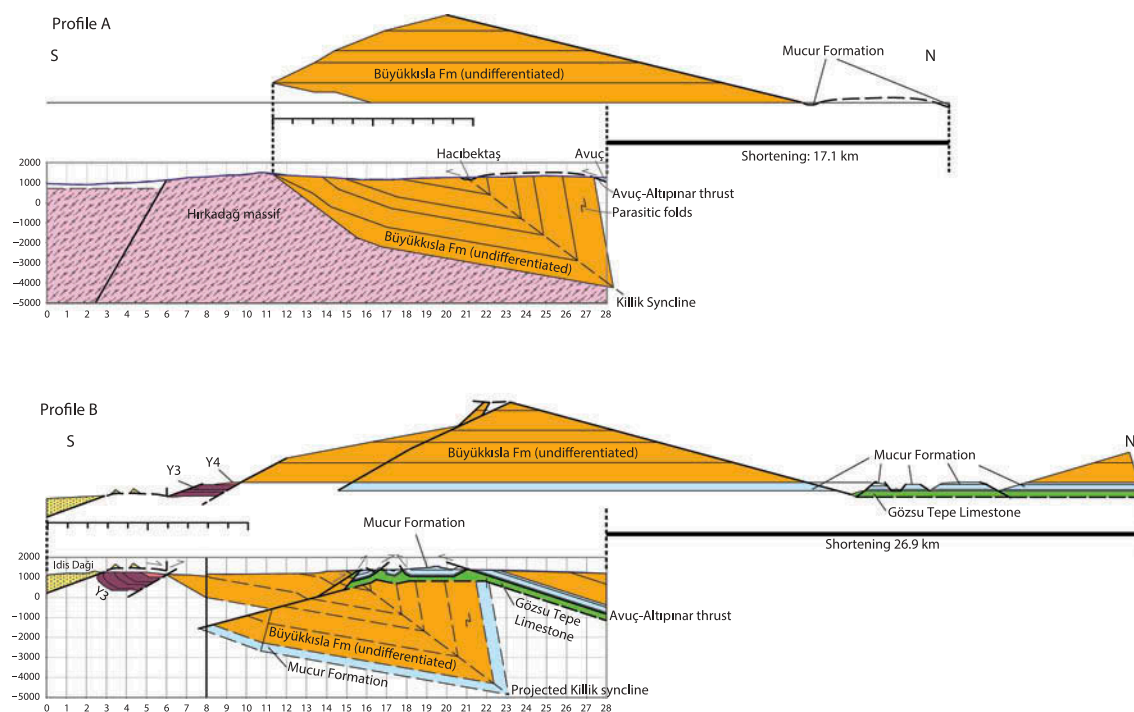 Profile A
S
N
Mucur Formation
Büyükkısla Fm (undifferentiated)
Shortening: 17.1 km
Hacıbektaş
Avuç
2000
1000
0
−1000
−2000
−3000
−4000
−5000
Avuç-Altıpınar thrust
Parasitic folds
Hırkadağ massif
Büyükkısla Fm (undifferentiated)
Killik Syncline
0 1 2 3 4 5 6 7 8 9 10 11 12 13 14 15 16 17 18 19 20 21 22 23 24 25 26 27 28
Profile B
S
N
Y3
Y4
Büyükkısla Fm (undifferentiated)
Mucur Formation
Gözsu Tepe Limestone
Shortening 26.9 km
Mucur Formation
2000
1000
0
−1000
−2000
−3000
−4000
−5000
Idis Daği
Y3
Gözsu Tepe
Limestone
Avuç-Altıpınar thrust
Büyükkısla Fm (undifferentiated)
Mucur Formation
Projected Killik syncline
0 1 2 3 4 5 6 7 8 9 10 11 12 13 14 15 16 17 18 19 20 21 22 23 24 25 26 27 28